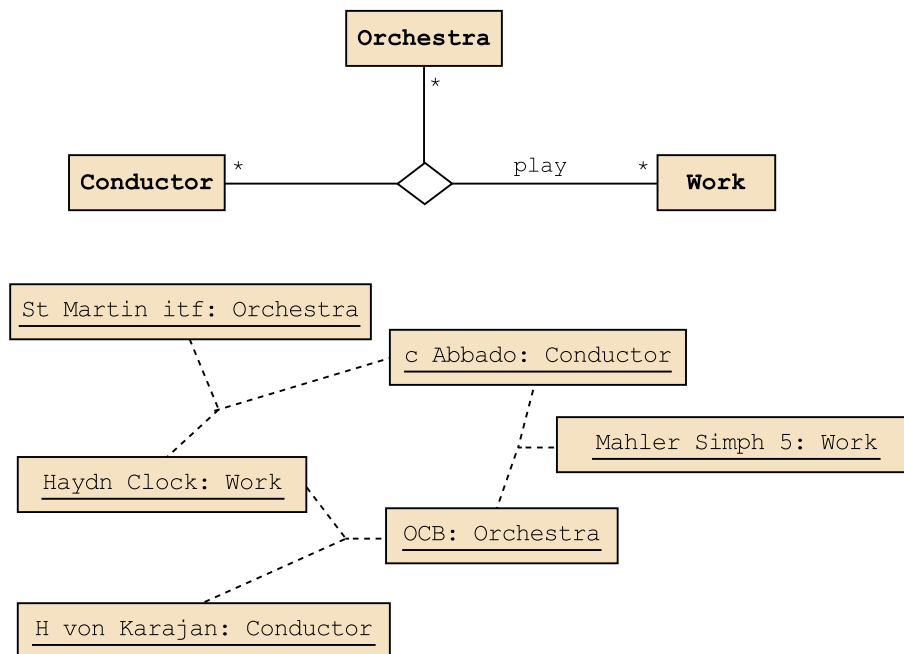 Orchestra
*
Conductor
*
play
*
Work
St Martin itf: Orchestra
c Abbado: Conductor
Mahler Simph 5: Work
Haydn Clock: Work
OCB: Orchestra
H von Karajan: Conductor